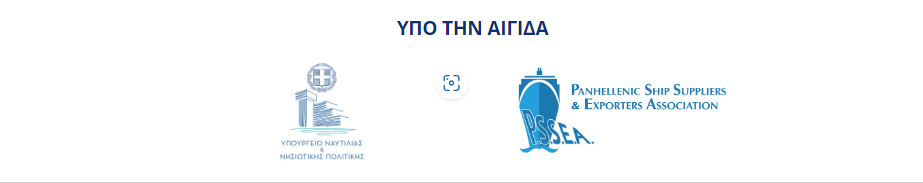 ΥΠΟ ΤΗΝ ΑΙΓΙΔΑ
ΥΠΟΥΡΓΕΙΟ ΝΑΥΤΙΛΙΑΣ
&
ΝΗΣΙΩΤΙΚΗΣ ΠΟΛΙΤΙΚΗΣ
P.S.S.E.A.
PANHELLENIC SHIP SUPPLIERS
& EXPORTERS ASSOCIATION